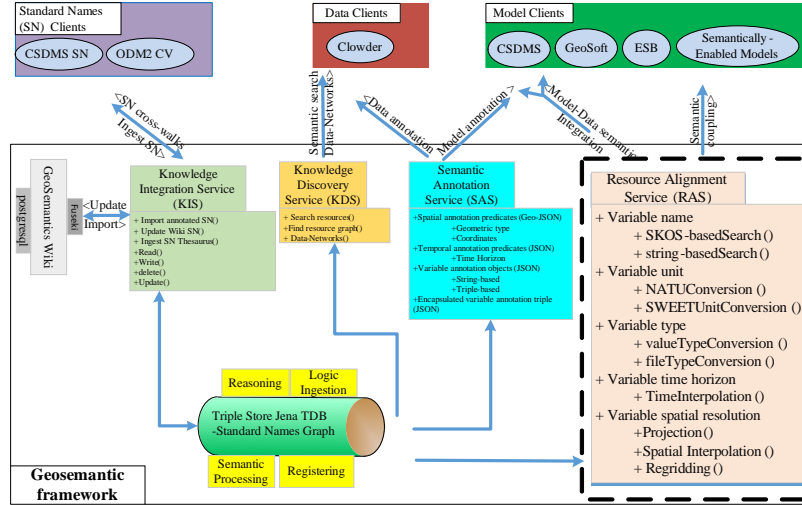 Standard Names
(SN) Clients
CSDMS SN
ODM2 CV
Data Clients
Clowder
Model Clients
CSDMS
GeoSoft
ESB
Semantically -
Enabled Models
<SN cross-walks
Ingest SN>
Semantic search
Data-Networks>
<Data annotation
Model annotation >
<Model-Data semantic
Integration
Semantic
coupling>
GeoSemantics Wiki
postgresql
Fuseki
<Update
Import>
Knowledge
Integration Service
(KIS)
+ Import annotated SN()
+ Update Wiki SN()
+ Ingest SN Thesaurus()
+Read()
+Write()
+delete()
+Update()
Knowledge
Discovery
Service (KDS)
+ Search resources()
+Find resource graph()
+ Data-Networks()
Semantic
Annotation
Service (SAS)
+Spatial annotation predicates (Geo-JSON)
+Geometric type
+Coordinates
+Temporal annotation predicates (JSON)
+Time Horizon
+Variable annotation objects (JSON)
+String-based
+Triple-based
+Encapsulated variable annotation triple
(JSON)
Resource Alignment
Service (RAS)
+ Variable name
+ SKOS -basedSearch ()
+ string -basedSearch ()
+ Variable unit
+ NATUConversion ()
+ SWEETUnitConversion ()
+ Variable type
+ valueTypeConversion ()
+ fileTypeConversion ()
+ Variable time horizon
+ TimeInterpolation ()
+ Variable spatial resolution
+Projection()
+Spatial Interpolation ()
+ Regridding ()
Reasoning
Logic
Ingestion
Triple Store Jena TDB
-Standard Names Graph
Semantic
Processing
Registering
Geosemantic
framework